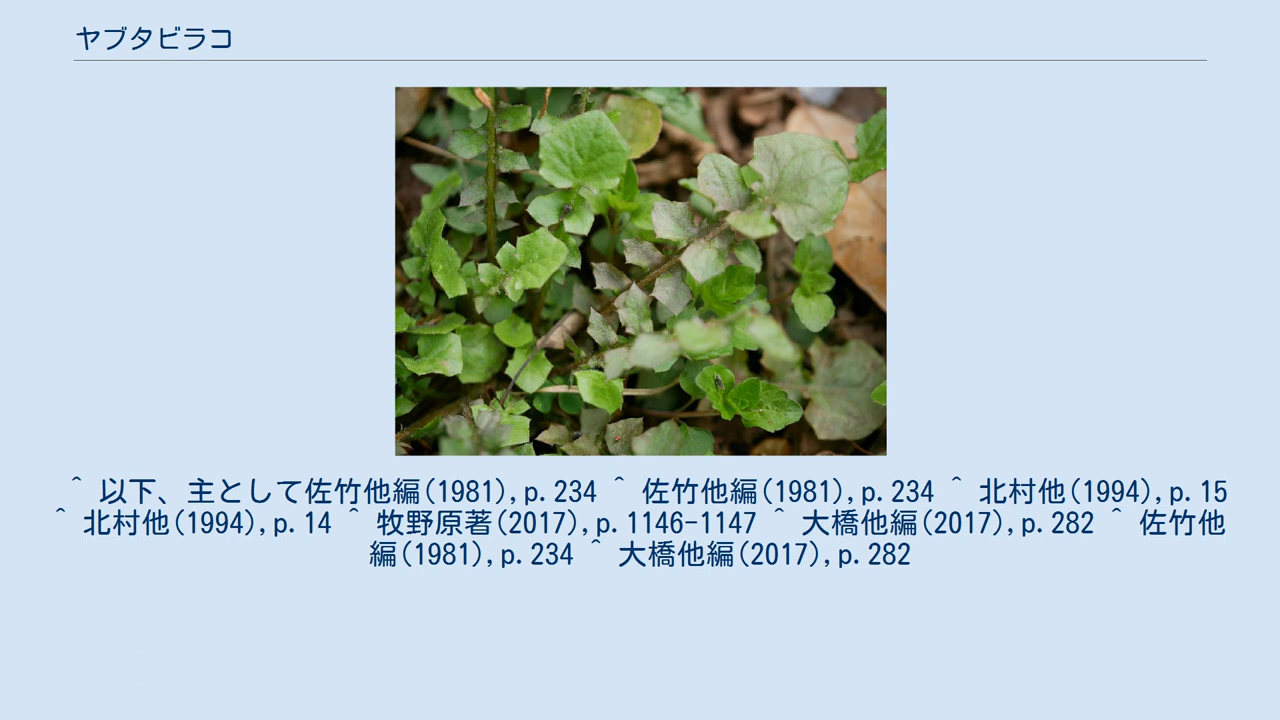 ヤブタビラコ
^ 以下、主として佐竹他編(1981),p.234 ^ 佐竹他編(1981),p.234 ^ 北村他(1994),p.15
^ 北村他(1994),p.14 ^ 牧野原著(2017),p.1146-1147 ^ 大橋他編(2017),p.282 ^ 佐竹他
編(1981),p.234 ^ 大橋他編(2017),p.282